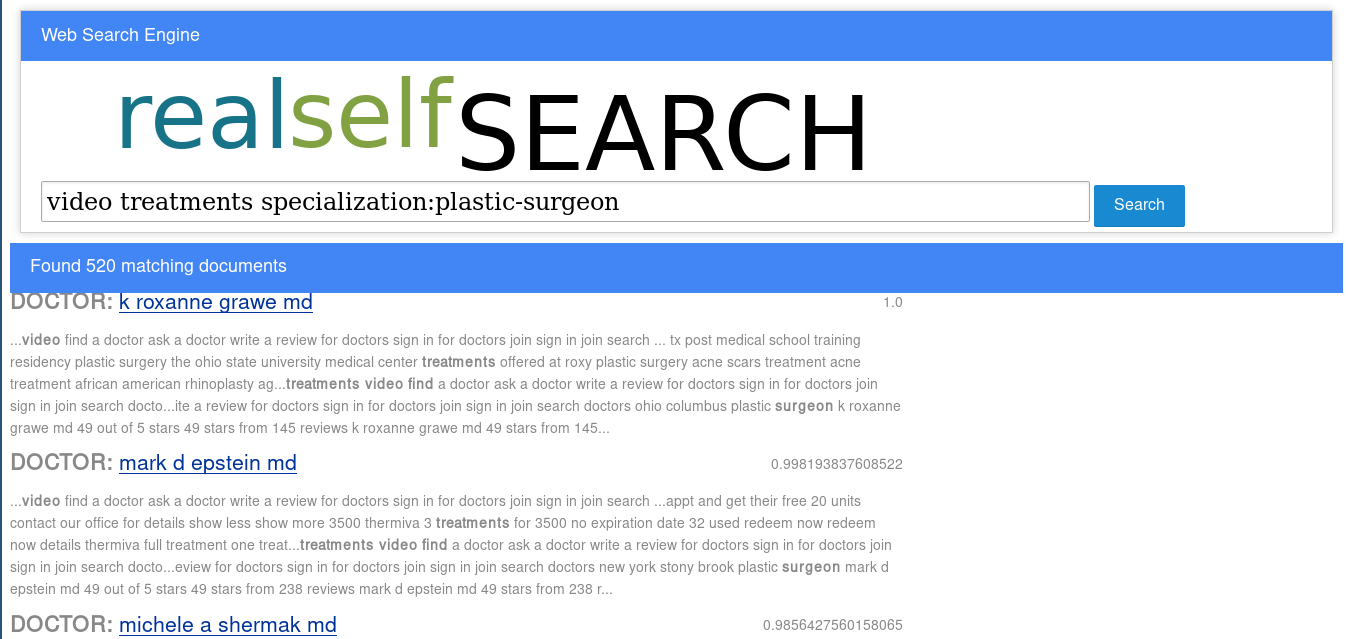 Web Search Engine
realselfSEARCH
video treatments specialization:plastic-surgeon Search
Found 520 matching documents
DOCTOR: k roxanne grawe md 1.0
...video find a doctor ask a doctor write a review for doctors sign in for doctors join sign in join search ... tx post medical school training
residency plastic surgery the ohio state university medical center treatments offered at roxy plastic surgery acne scars treatment acne
treatment african american rhinoplasty ag...treatments video find a doctor ask a doctor write a review for doctors sign in for doctors join
sign in join search docto...ite a review for doctors sign in for doctors join sign in join search doctors ohio columbus plastic surgeon k roxanne
grawe md 49 out of 5 stars 49 stars from 145 reviews k roxanne grawe md 49 stars from 145...
DOCTOR: mark d epstein md 0.998193837608522
...video find a doctor ask a doctor write a review for doctors sign in for doctors join sign in join search ...appt and get their free 20 units
contact our office for details show less show more 3500 thermiva 3 treatments for 3500 no expiration date 32 used redeem now redeem
now details thermiva full treatment one treat...treatments video find a doctor ask a doctor write a review for doctors sign in for doctors join
sign in join search docto...eview for doctors sign in for doctors join sign in join search doctors new york stony brook plastic surgeon mark d
epstein md 49 out of 5 stars 49 stars from 238 reviews mark d epstein md 49 stars from 238 r...
DOCTOR: michele a shermak md 0.9856427560158065